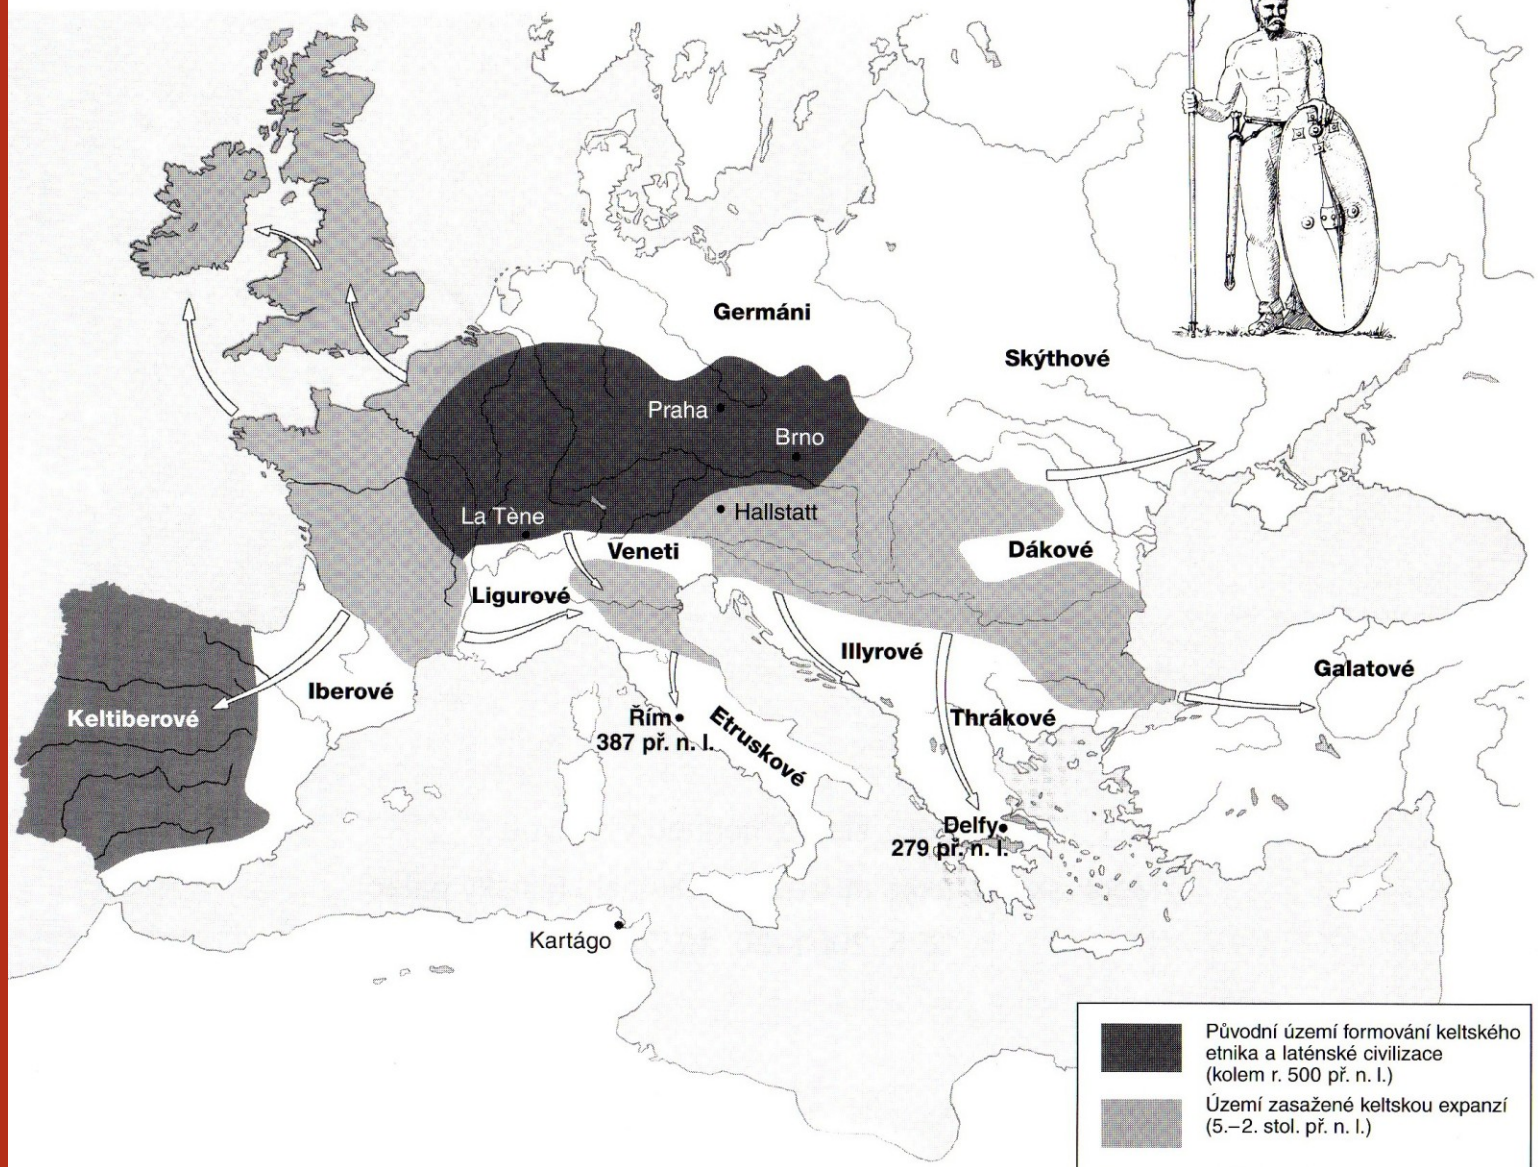 Germáni
Skýthové
Praha
Brno
La Tène
Hallstatt
Veneti
Dákové
Ligurové
Illyrové
Galatové
Iberové
Keltiberové
Řím
387 př. n. l.
Etruskové
Thrákové
Delfy
279 př. n. l.
Kartágo
Původní území formování keltského
etnika a laténské civilizace
(kolem r. 500 př. n. l.)
Území zasažené keltskou expanzí
(5.–2. stol. př. n. l.)